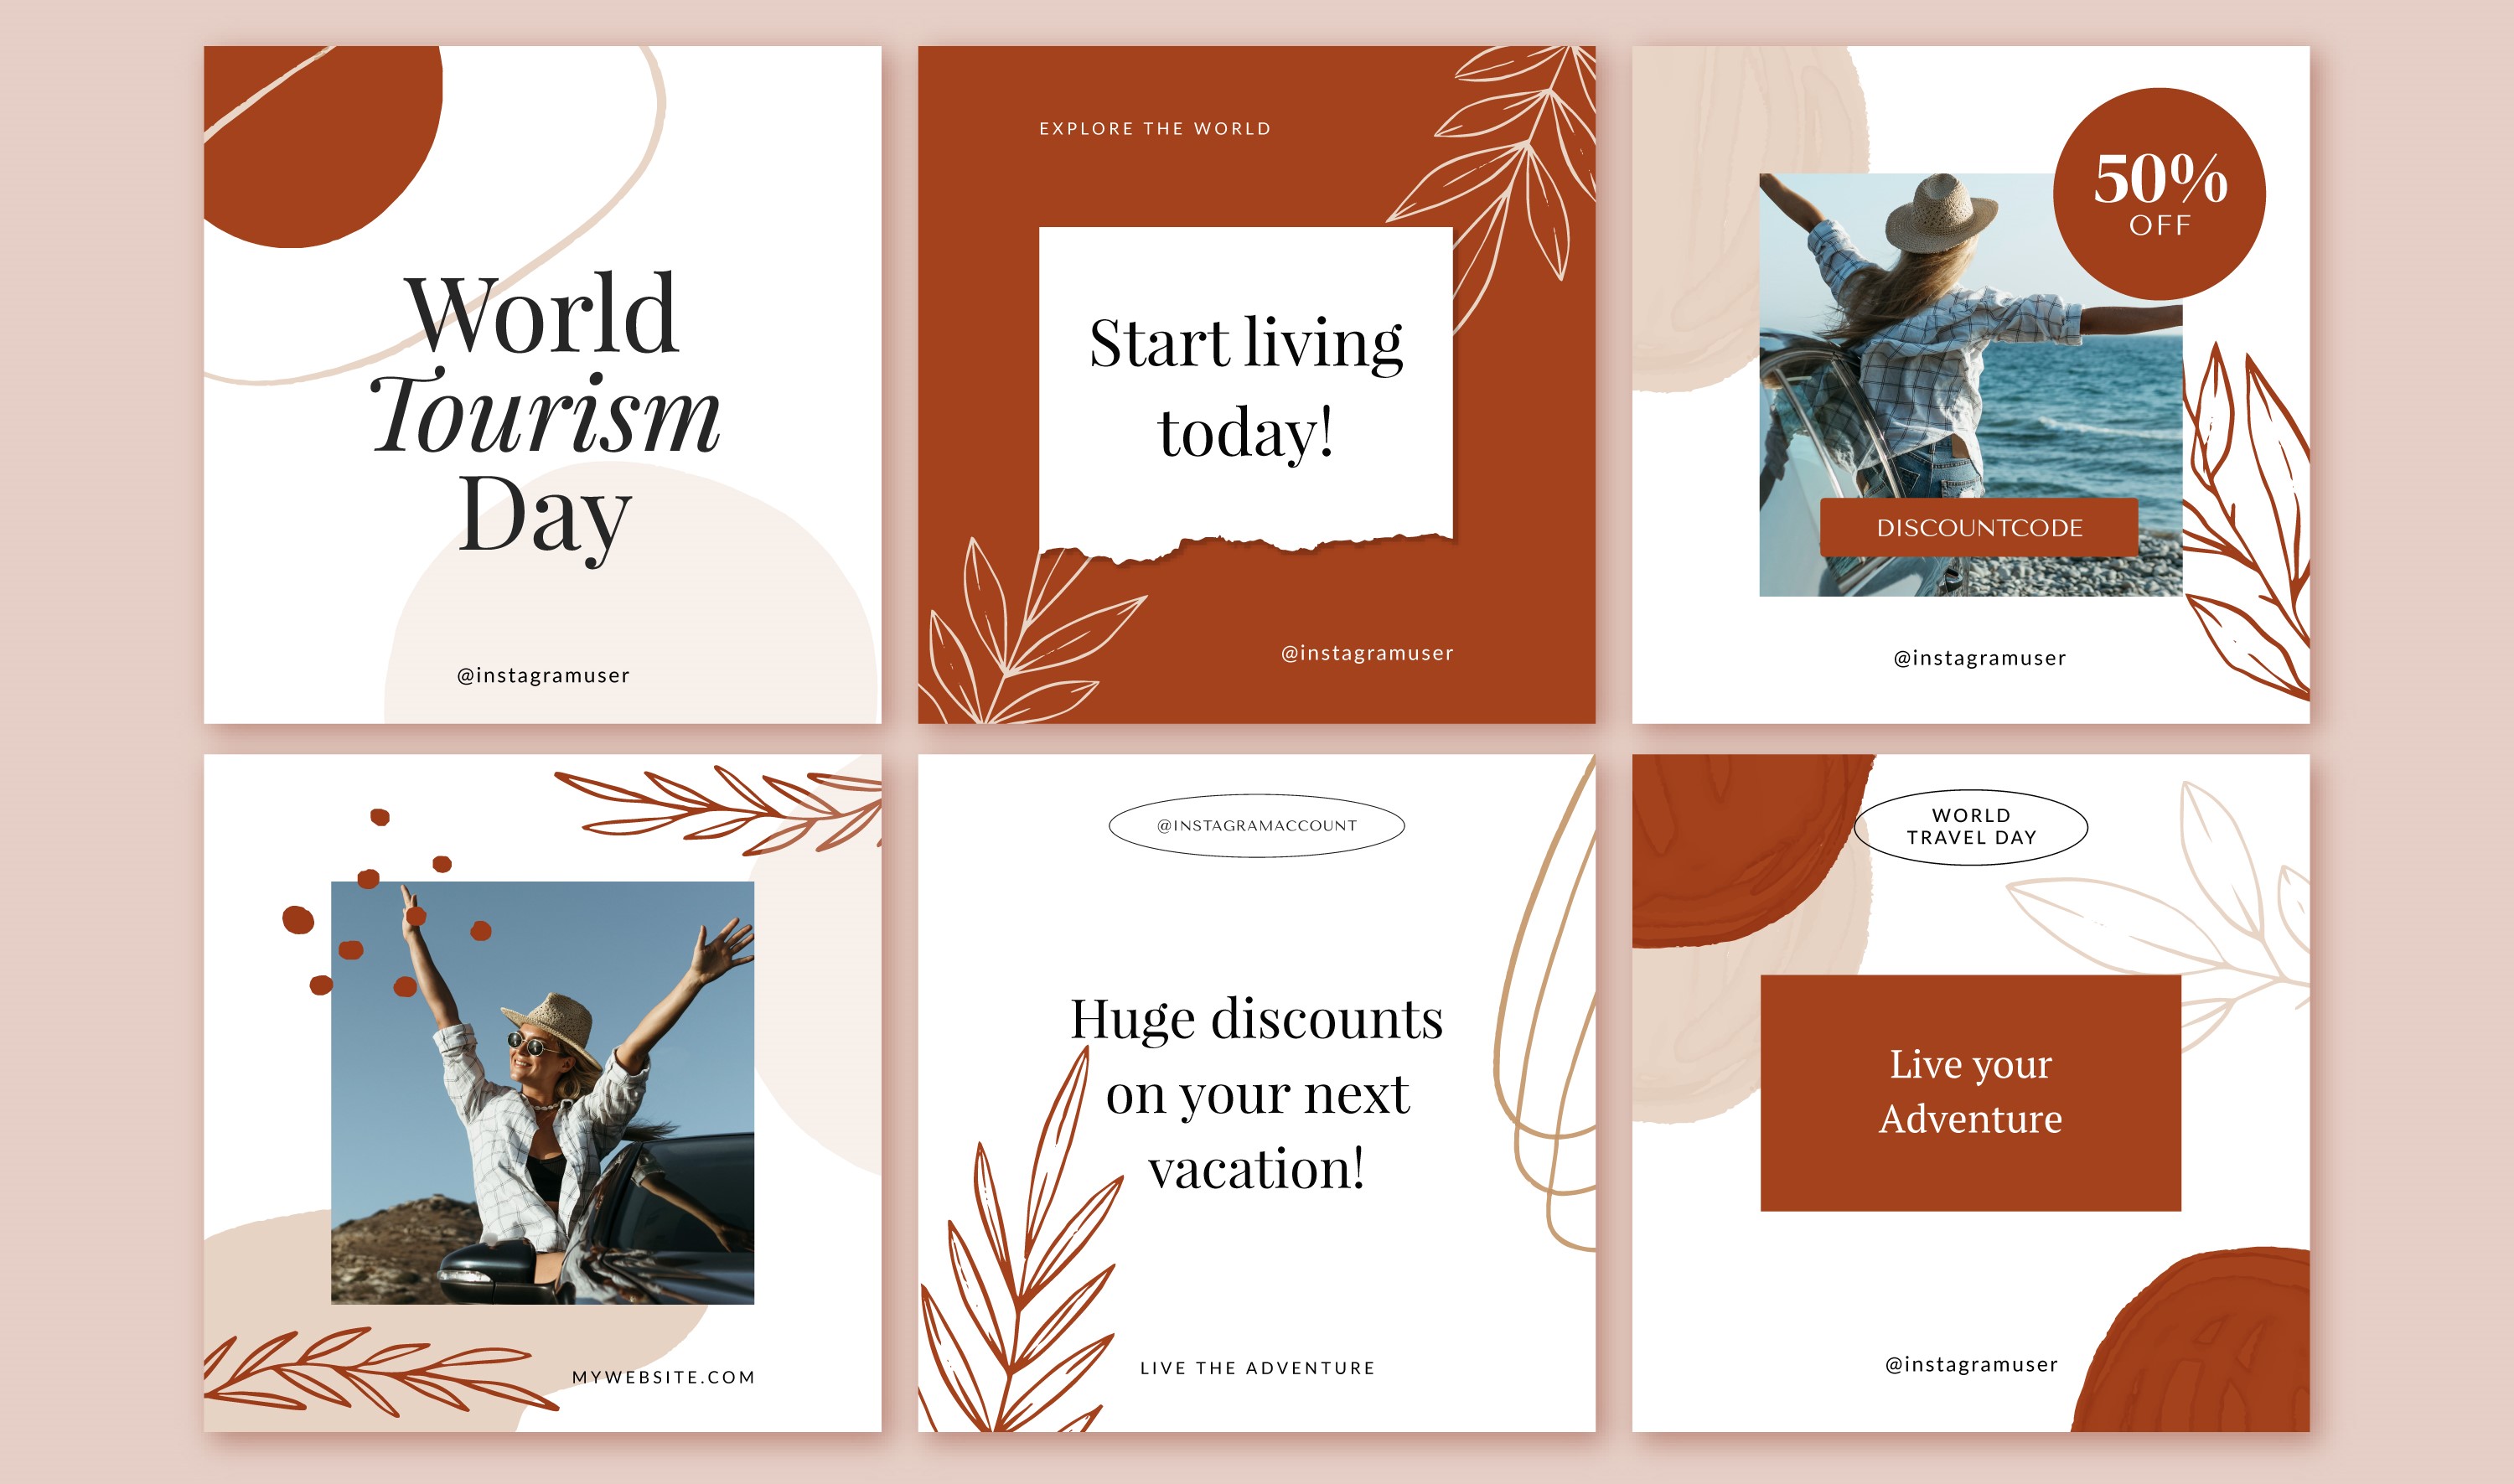 World
Tourism
Day
@instagramuser
EXPLORE THE WORLD
Start living
today!
@instagramuser
50%
OFF
DISCOUNTCODE
@instagramuser
MYWEBSITE.COM
@INSTAGRAMACCOUNT
Huge discounts
on your next
vacation!
LIVE THE ADVENTURE
WORLD
TRAVEL DAY
Live your
Adventure
@instagramuser